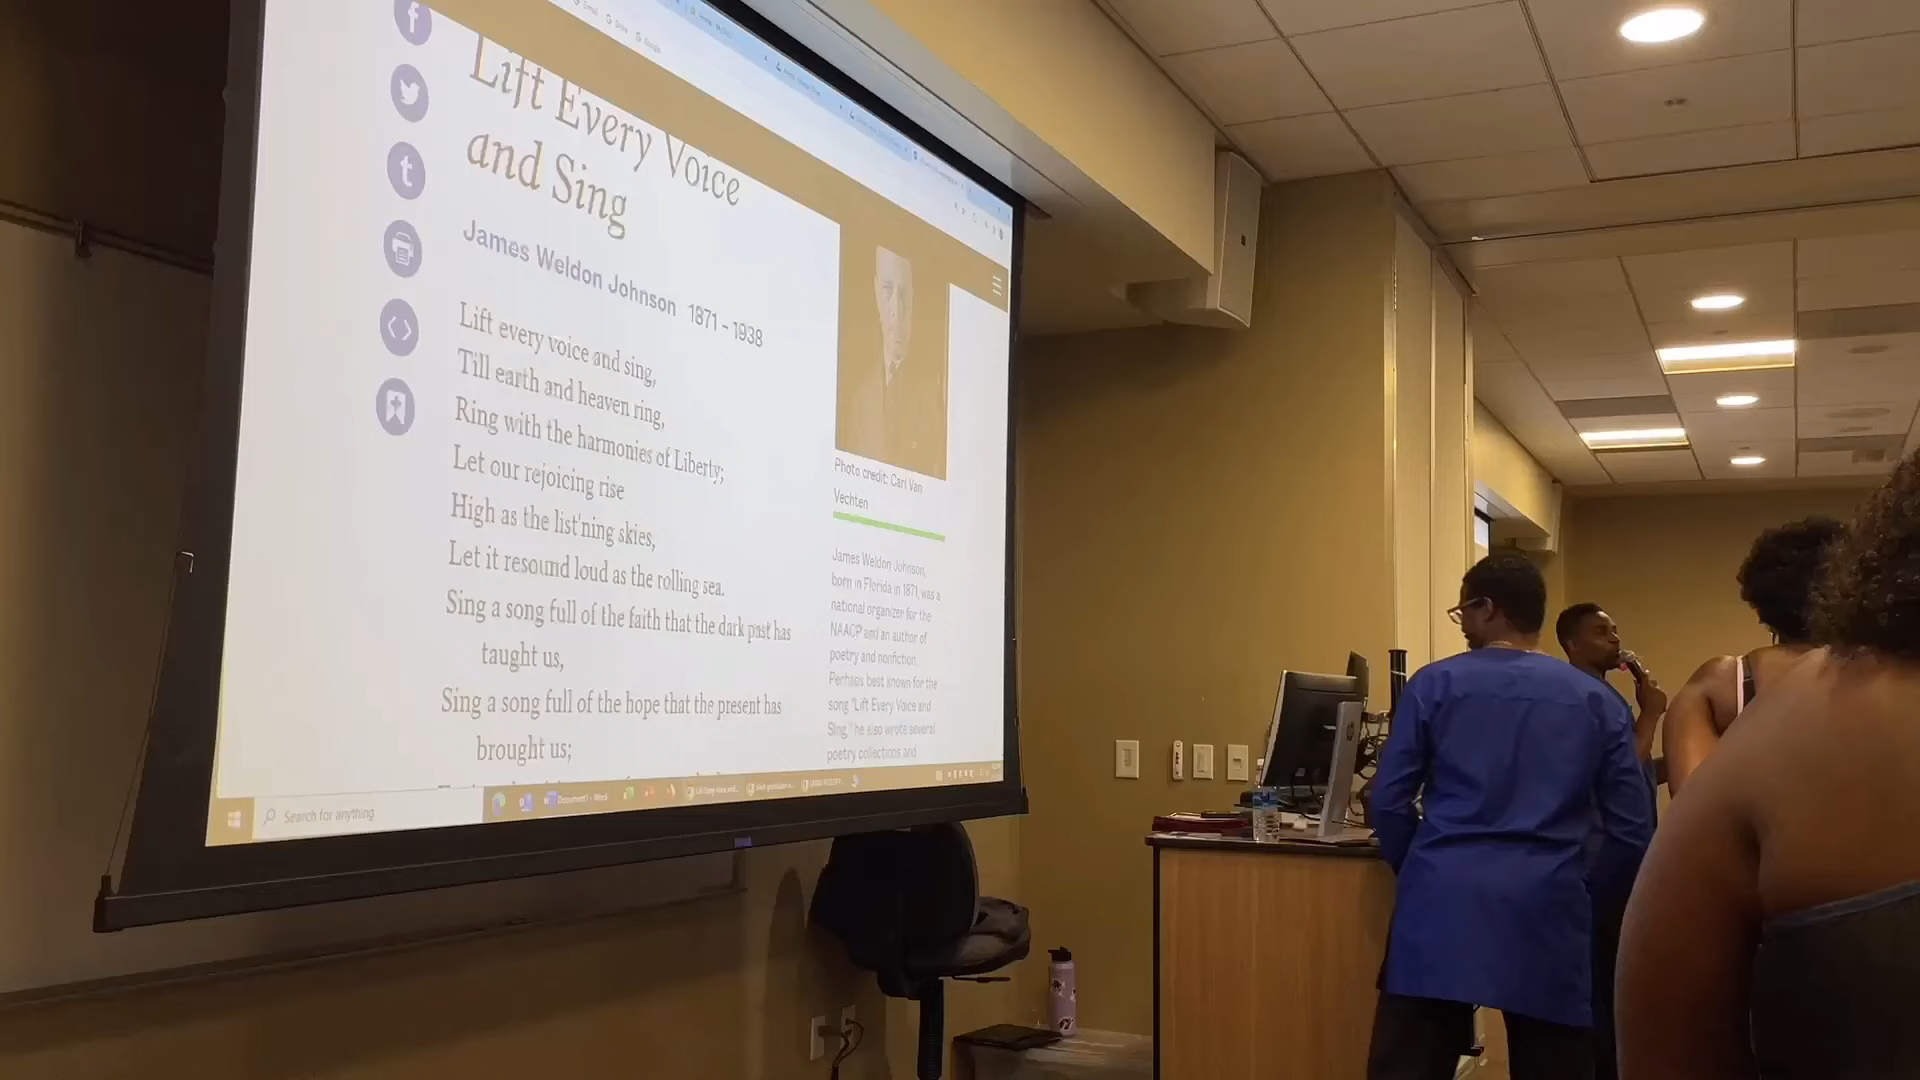 Gmail
Drive
Google
Lift Every Voice
and Sing
James Weldon Johnson 1871 - 1938
Lift every voice and sing,
Till earth and heaven ring,
Ring with the harmonies of Liberty;
Let our rejoicing rise
High as the list'ning skies,
Let it resound loud as the rolling sea.
Sing a song full of the faith that the dark past has
taught us,
Sing a song full of the hope that the present has
brought us;
Photo credit: Carl Van
Vechten
James Weldon Johnson,
born in Florida in 1871, was a
national organizer for the
NAACP and an author of
poetry and nonfiction.
Perhaps best known for the
song "Lift Every Voice and
Sing," he also wrote several
poetry collections and
Search for anything
Document1 - Word